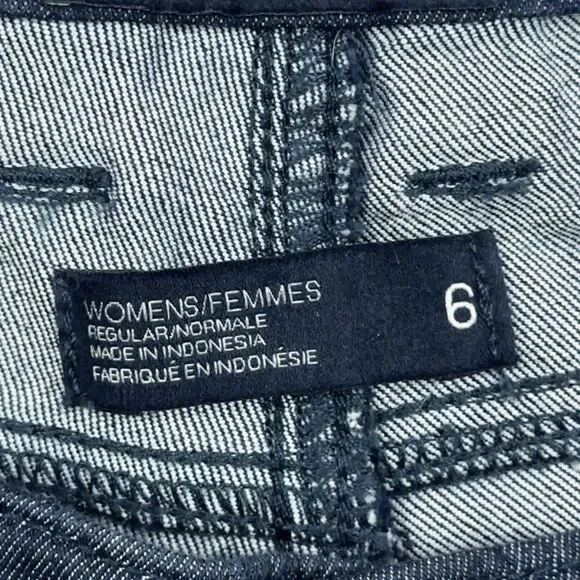 WOMENS/FEMMES
REGULAR/NORMALE
MADE IN INDONESIA
FABRIQUÉ EN INDONÉSIE
6